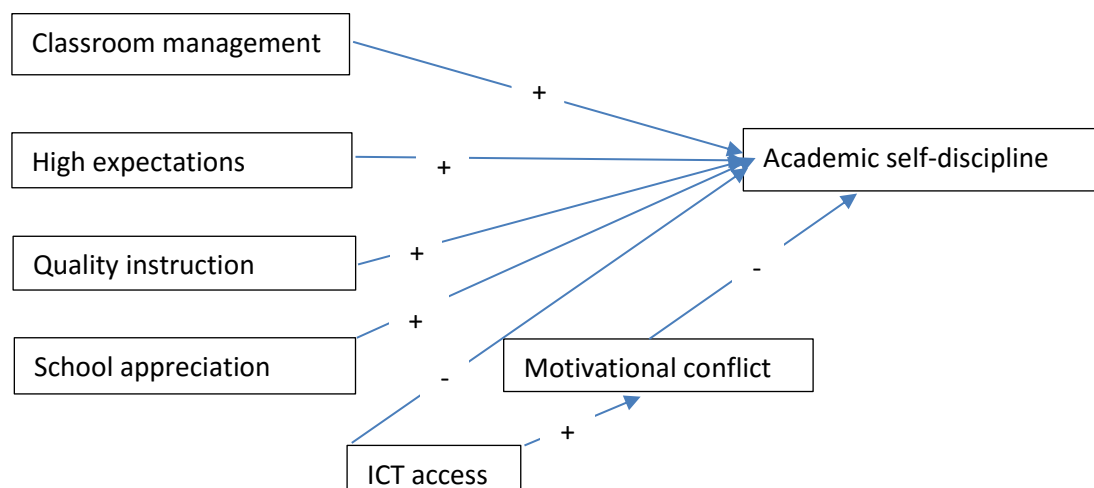 Classroom management
+
High expectations
+
Academic self-discipline
Quality instruction
+
-
School appreciation
+
Motivational conflict
-
+
ICT access